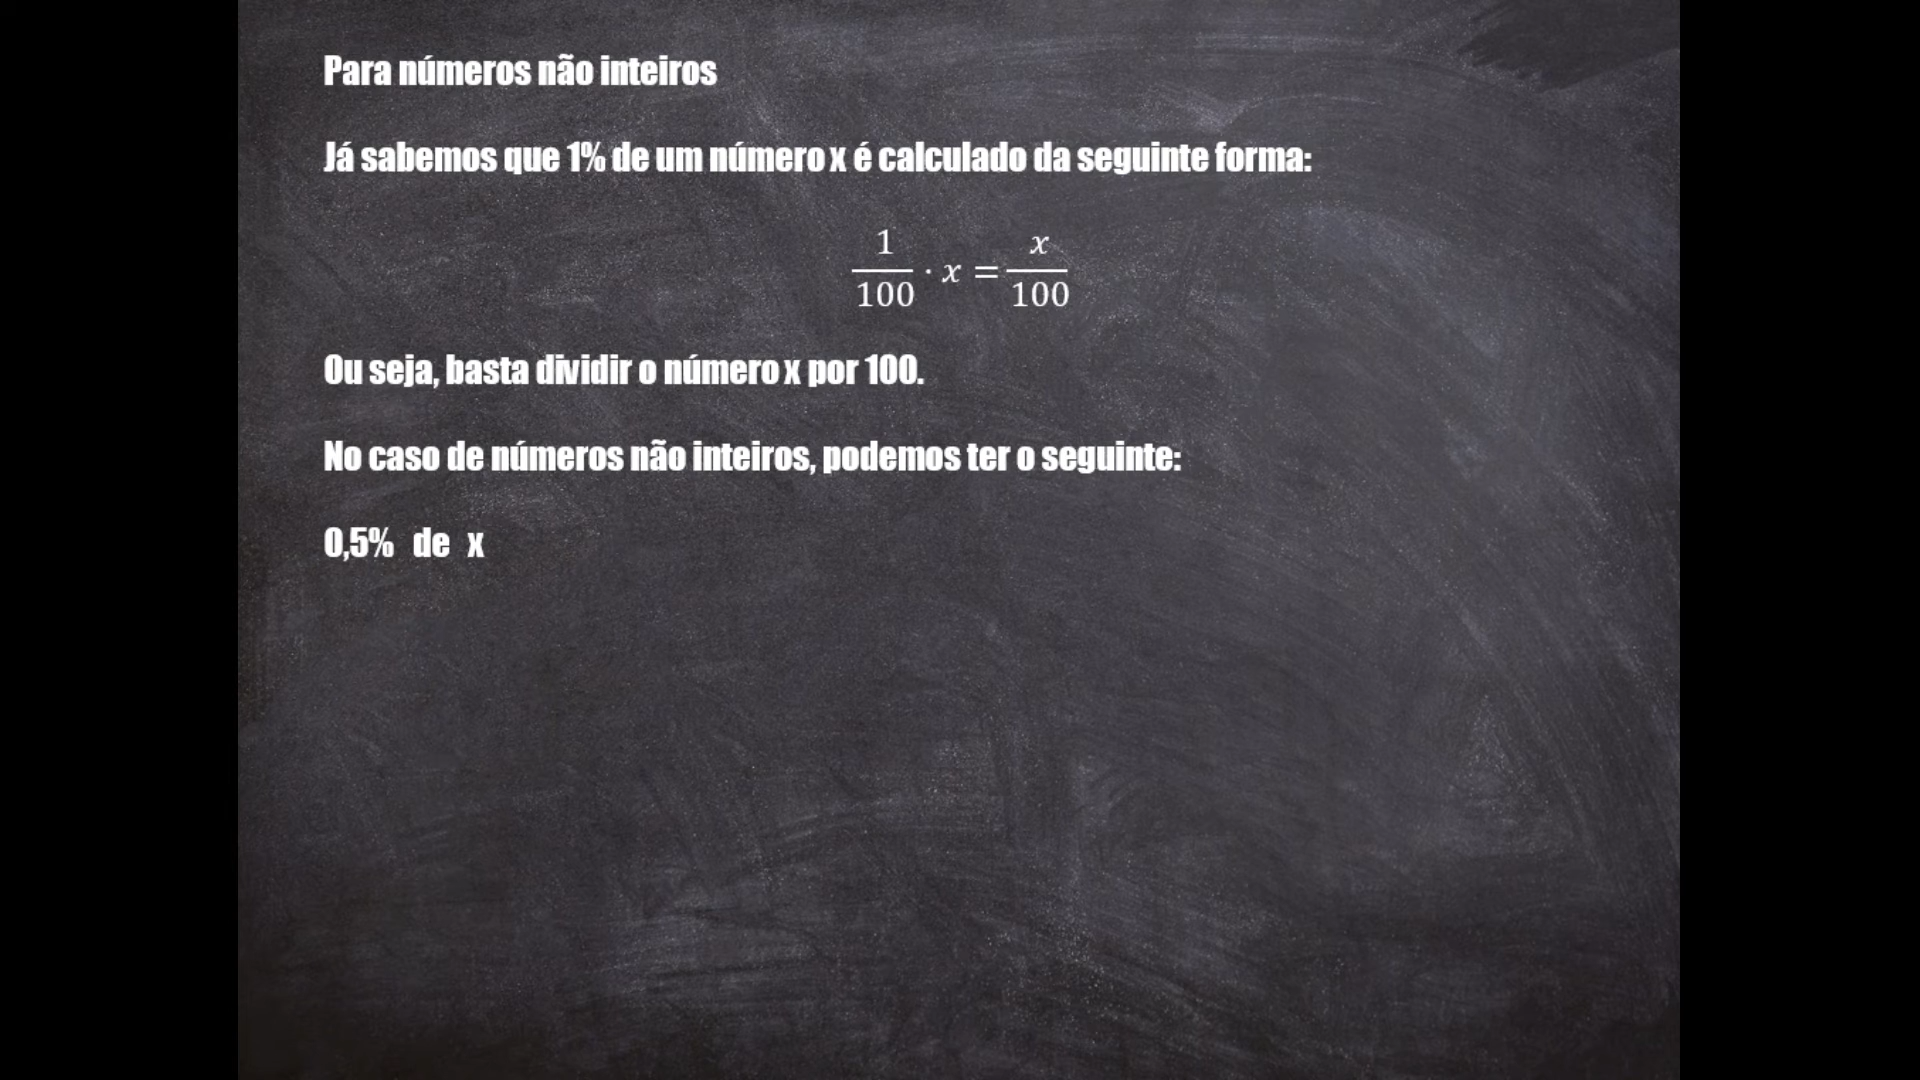 Para números não inteiros
Já sabemos que 1% de um número x é calculado da seguinte forma:
1/100 · x = x/100
Ou seja, basta dividir o número x por 100.
No caso de números não inteiros, podemos ter o seguinte:
0,5% de x